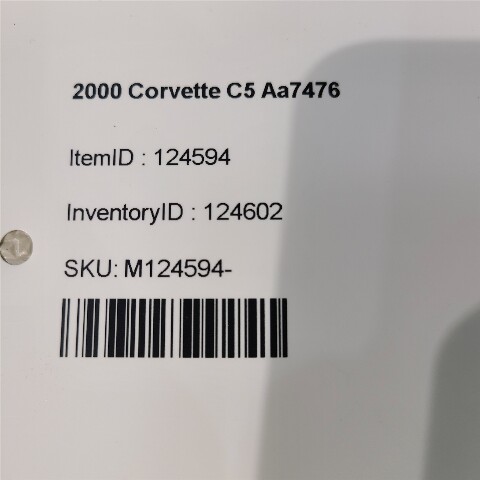 2000 Corvette C5 Aa7476
ItemID : 124594
InventoryID : 124602
SKU: M124594-